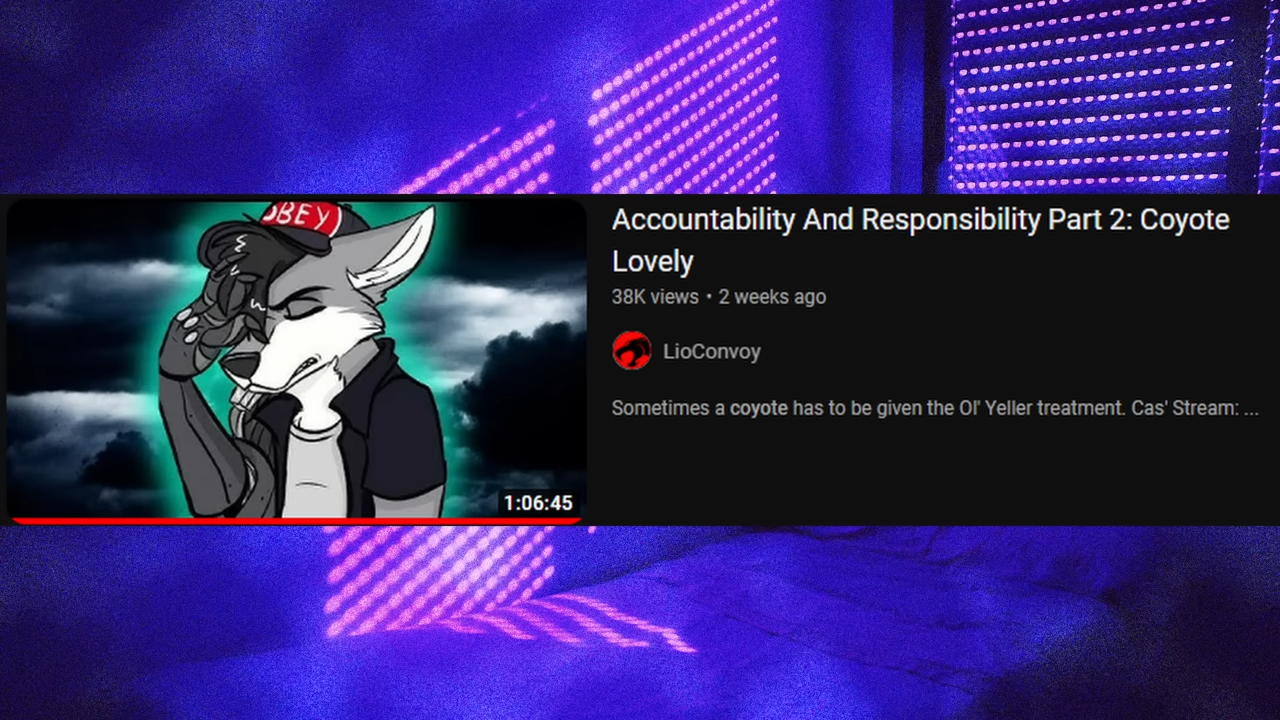 OBEY
Accountability And Responsibility Part 2: Coyote
Lovely
38K views • 2 weeks ago
LioConvoy
Sometimes a coyote has to be given the Ol' Yeller treatment. Cas' Stream: ...
1:06:45